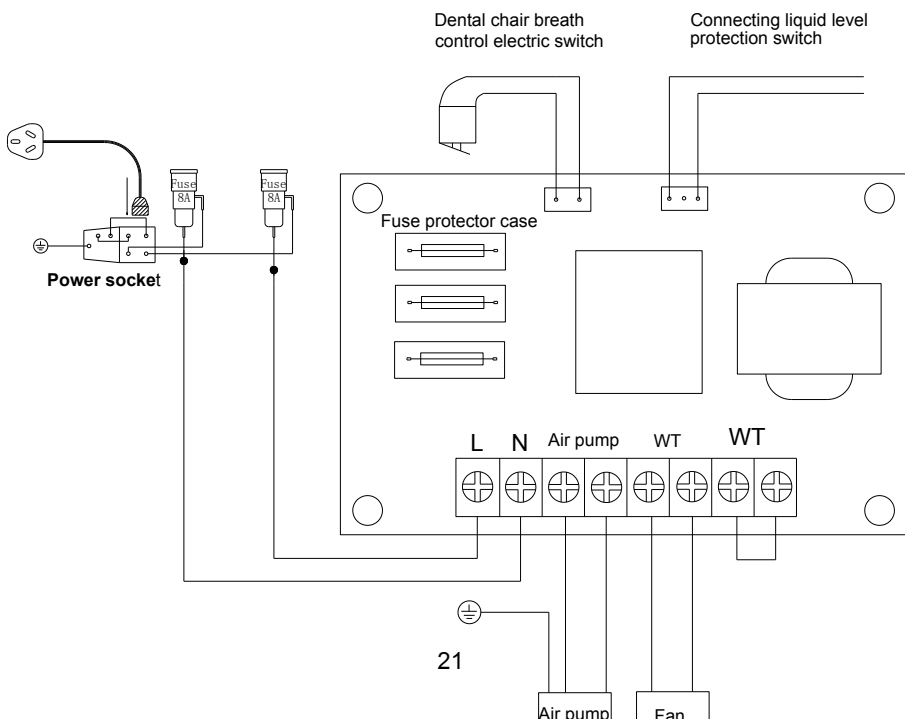 Dental chair breath
control electric switch
Connecting liquid level
protection switch
Fuse
8A
Fuse
8A
Fuse protector case
Power socket
L
N
Air pump
WT
WT
21
Air pump
Fan